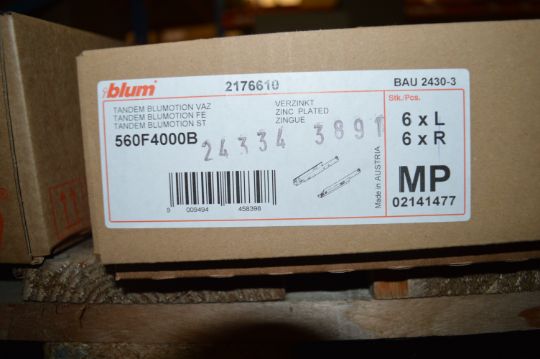 blum
2176610
BAU 2430-3
TANDEM BLUMOTION VAZ
TANDEM BLUMOTION FE
TANDEM BLUMOTION ST
VERZINKT
ZINC PLATED
ZINGUE
Stk./Pcs.
560F4000B
24334 3891
6 x L
6 x R
Made in AUSTRIA
MP
02141477
9 009494 458396